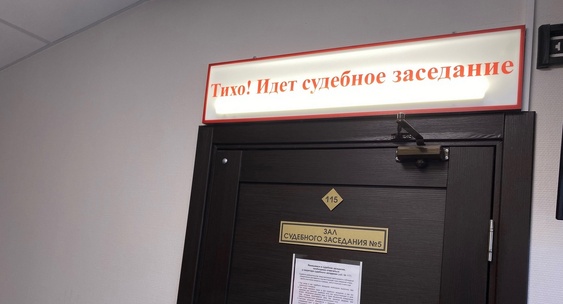 Тихо! Идет судебное заседание
115
ЗАЛ
СУДЕБНОГО ЗАСЕДАНИЯ №5